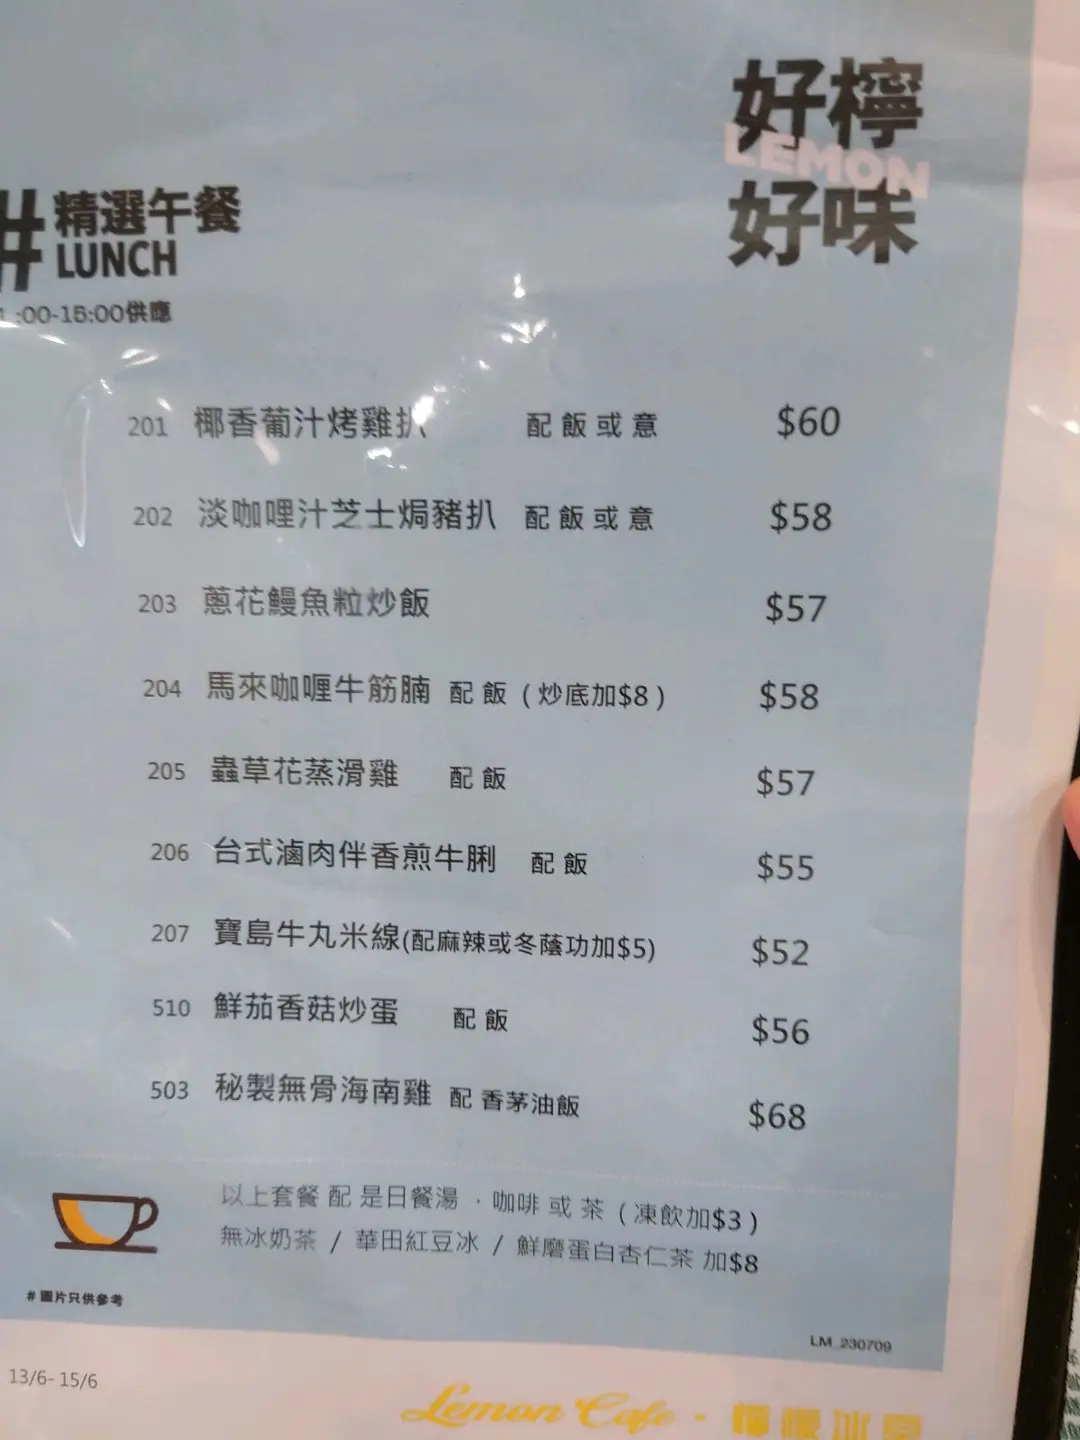 好檸
LEMON
好味
# 精選午餐
LUNCH
:00-15:00供應
201 椰香葡汁烤雞扒 配飯或意 $60
202 淡咖哩汁芝士焗豬扒 配飯或意 $58
203 蔥花鰻魚粒炒飯 $57
204 馬來咖喱牛筋腩 配飯 (炒底加$8) $58
205 蟲草花蒸滑雞 配飯 $57
206 台式滷肉伴香煎牛脷 配飯 $55
207 寶島牛丸米線(配麻辣或冬蔭功加$5) $52
510 鮮茄香菇炒蛋 配飯 $56
503 秘製無骨海南雞 配 香茅油飯 $68
以上套餐 配 是日餐湯 ‧ 咖啡 或 茶 (凍飲加$3)
無冰奶茶 / 華田紅豆冰 / 鮮磨蛋白杏仁茶 加$8
#圖片只供參考
LM_230709
13/6- 15/6
Lemon Cafe ·